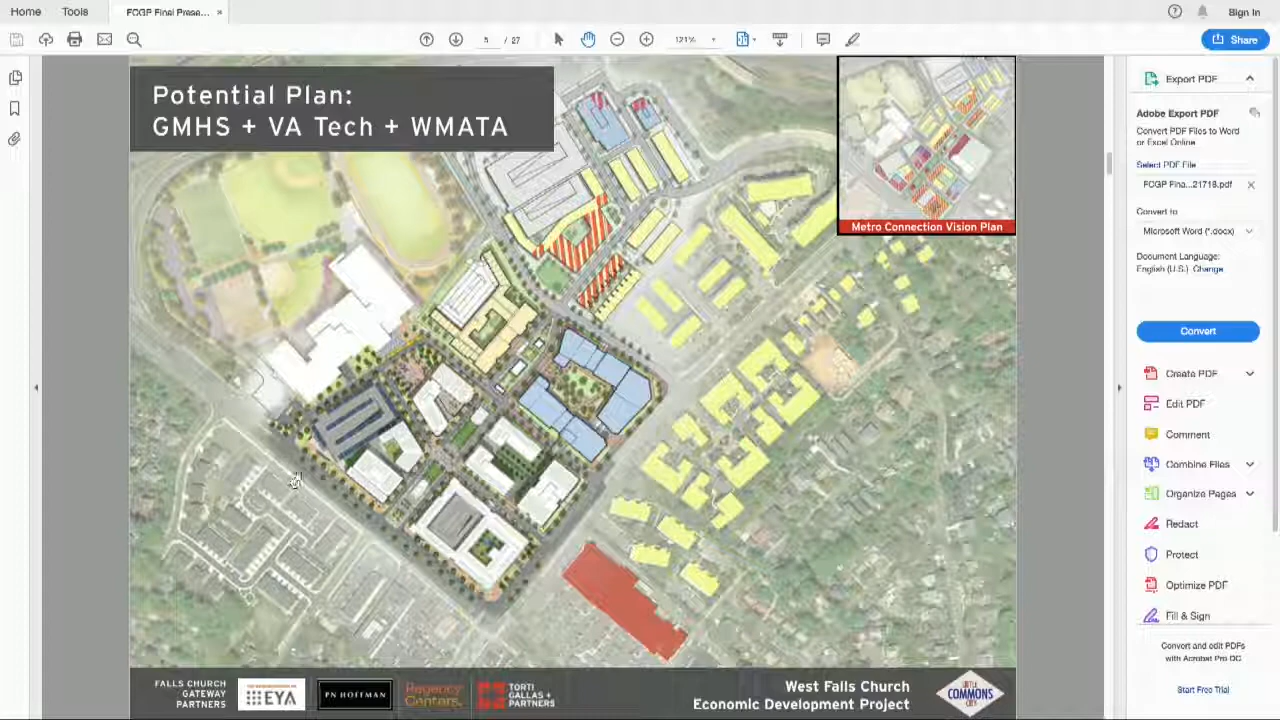 Home
Tools
FCGP Final Prese... ×
Sign In
5 / 27
121%
Share
Potential Plan:
GMHS + VA Tech + WMATA
Metro Connection Vision Plan
Export PDF
Adobe Export PDF
Convert PDF Files to Word
or Excel Online
Select PDF File
FCGP Fina...21718.pdf ×
Convert to
Microsoft Word (*.docx)
Document Language:
English (U.S.) Change
Convert
Create PDF
Edit PDF
Comment
Combine Files
Organize Pages
Redact
Protect
Optimize PDF
Fill & Sign
Convert and edit PDFs
with Acrobat Pro DC
Start Free Trial
FALLS CHURCH
GATEWAY
PARTNERS
EYA
PN HOFFMAN
Regency
Centers.
TORTI
GALLAS +
PARTNERS
West Falls Church
Economic Development Project
LITTLE
COMMONS
CITY